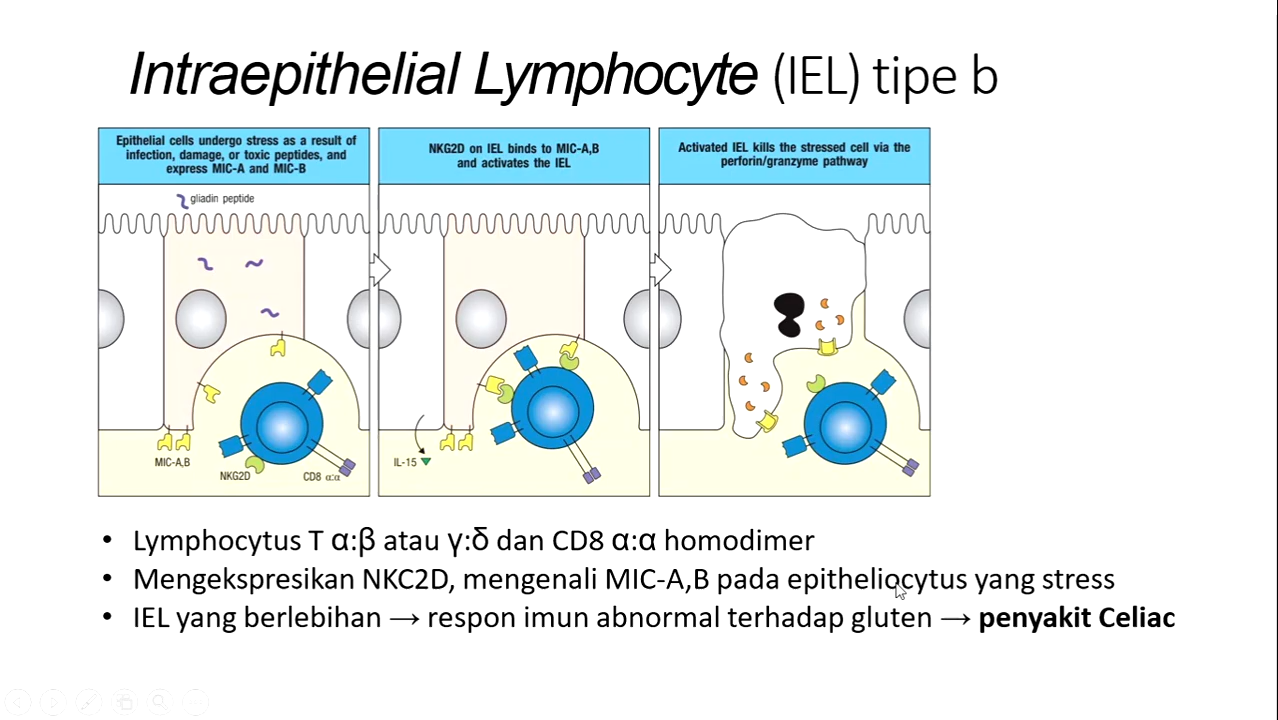 Intraepithelial Lymphocyte (IEL) tipe b
Epithelial cells undergo stress as a result of
infection, damage, or toxic peptides, and
express MIC-A and MIC-B
NKG2D on IEL binds to MIC-A,B
and activates the IEL
Activated IEL kills the stressed cell via the
perforin/granzyme pathway
gliadin peptide
MIC-A,B
NKG2D
CD8 α:α
IL-15
• Lymphocytus T α:β atau γ:δ dan CD8 α:α homodimer
• Mengekspresikan NKC2D, mengenali MIC-A,B pada epitheliocytus yang stress
• IEL yang berlebihan → respon imun abnormal terhadap gluten → penyakit Celiac